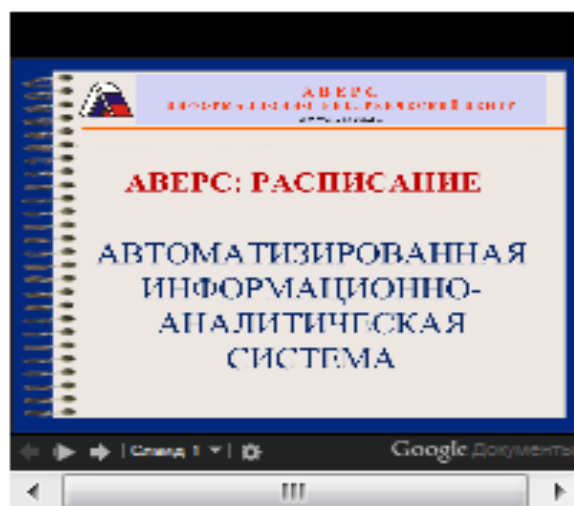 АВЕРС
АВЕРС: РАСПИСАНИЕ
АВТОМАТИЗИРОВАННАЯ
ИНФОРМАЦИОННО-
АНАЛИТИЧЕСКАЯ
СИСТЕМА
Слайд 1
Google Документы